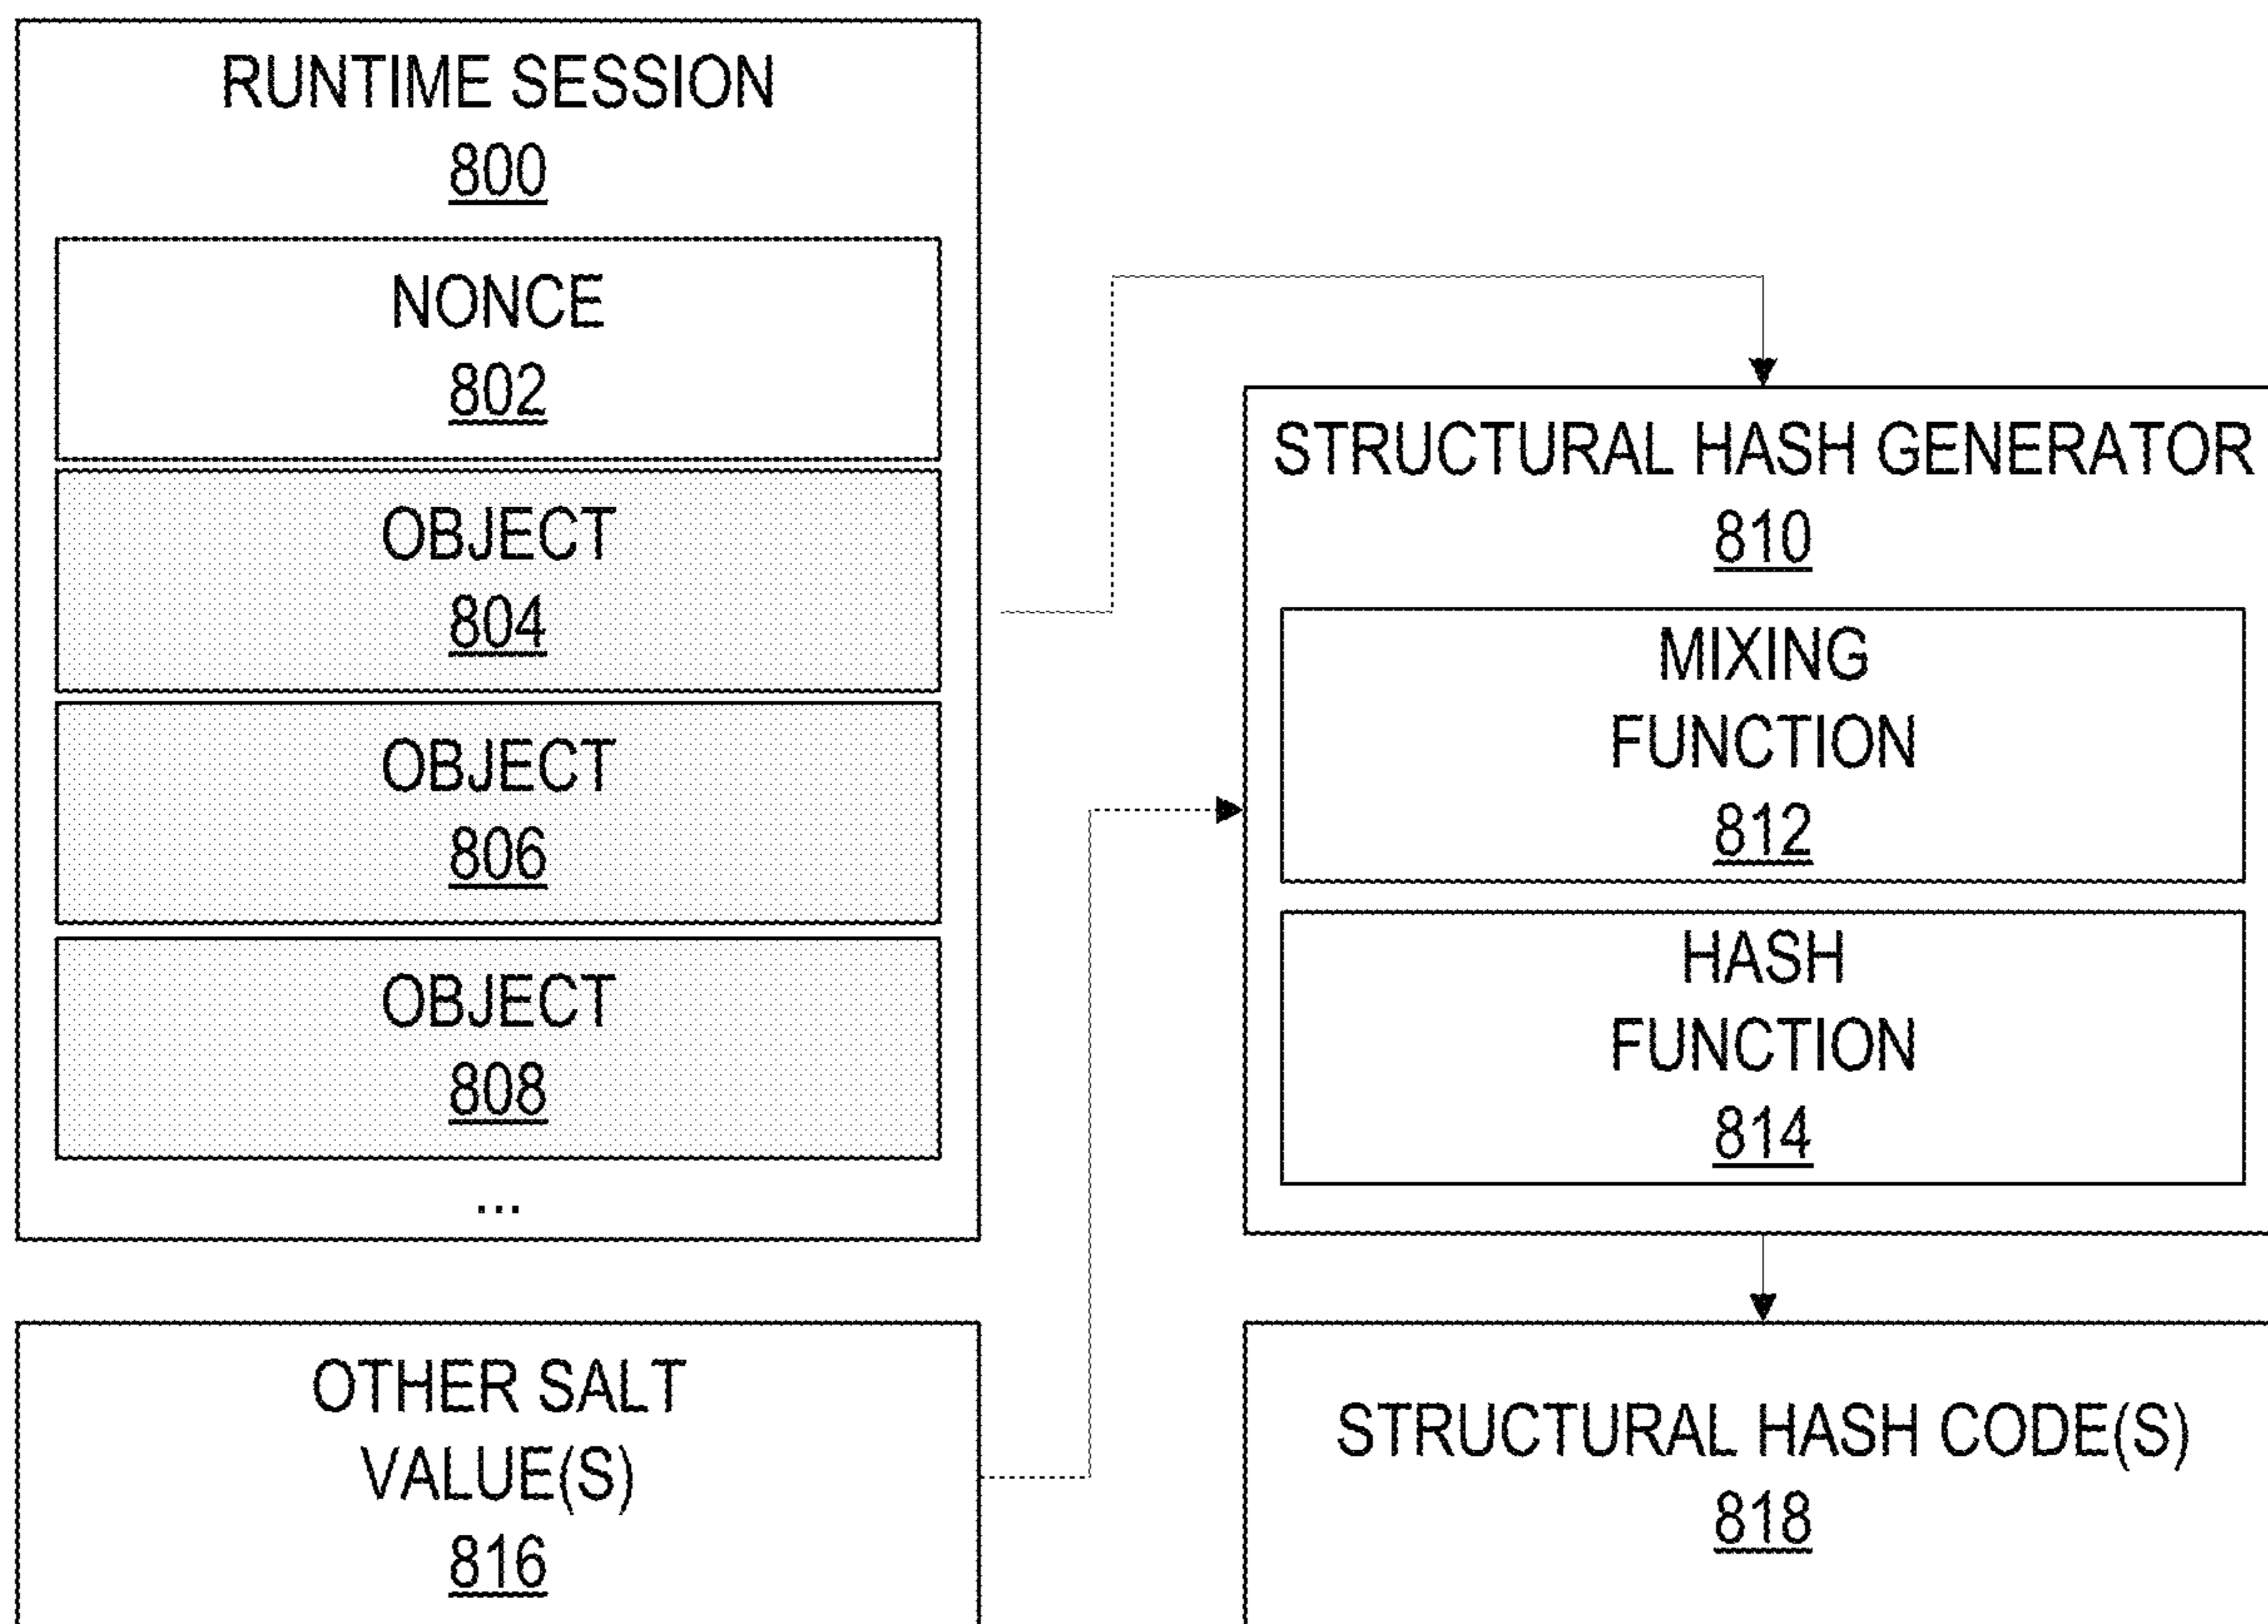 RUNTIME SESSION
800
NONCE
802
OBJECT
804
OBJECT
806
OBJECT
808
...
OTHER SALT
VALUE(S)
816
STRUCTURAL HASH GENERATOR
810
MIXING
FUNCTION
812
HASH
FUNCTION
814
STRUCTURAL HASH CODE(S)
818